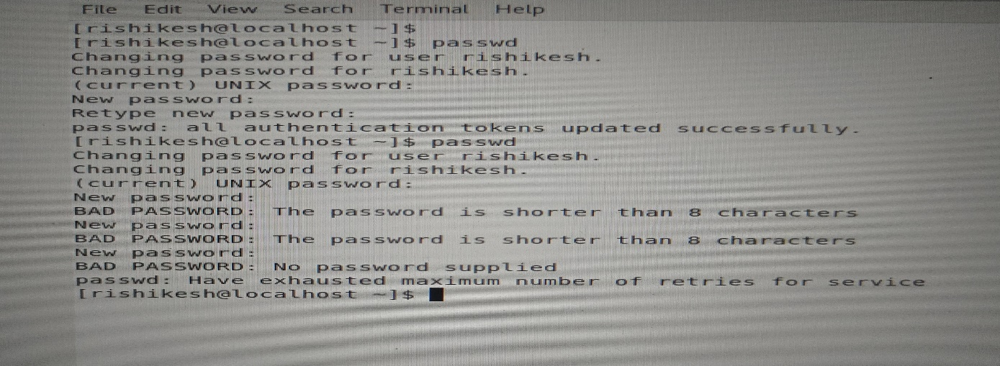 File Edit View Search Terminal Help
[rishikesh@localhost ~]$
[rishikesh@localhost ~]$ passwd
Changing password for user rishikesh.
Changing password for rishikesh.
(current) UNIX password:
New password:
Retype new password:
passwd: all authentication tokens updated successfully.
[rishikesh@localhost ~]$ passwd
Changing password for user rishikesh.
Changing password for rishikesh.
(current) UNIX password:
New password:
BAD PASSWORD: The password is shorter than 8 characters
New password:
BAD PASSWORD: The password is shorter than 8 characters
New password:
BAD PASSWORD: No password supplied
passwd: Have exhausted maximum number of retries for service
[rishikesh@localhost ~]$